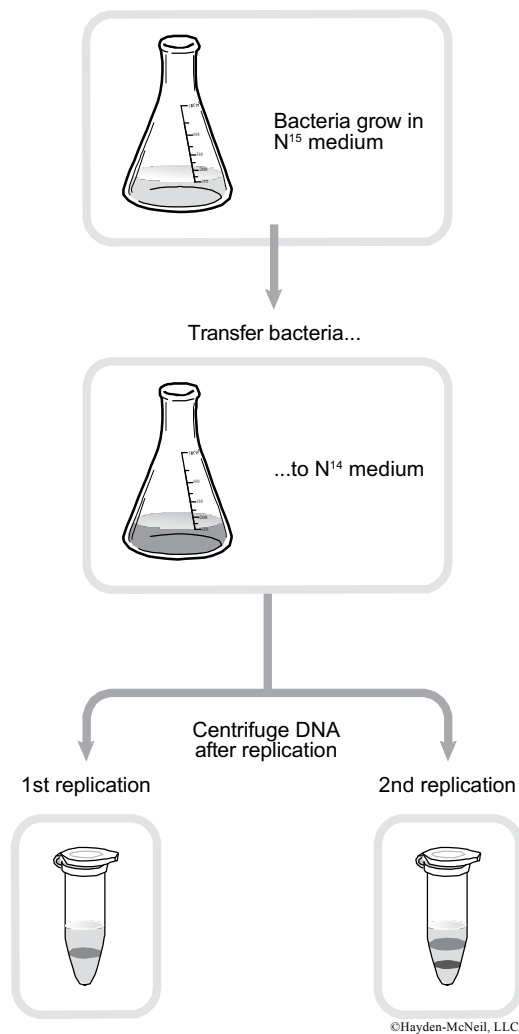 Bacteria grow in
N¹⁵ medium
Transfer bacteria...
...to N¹⁴ medium
Centrifuge DNA
after replication
1st replication
2nd replication
©Hayden-McNeil, LLC